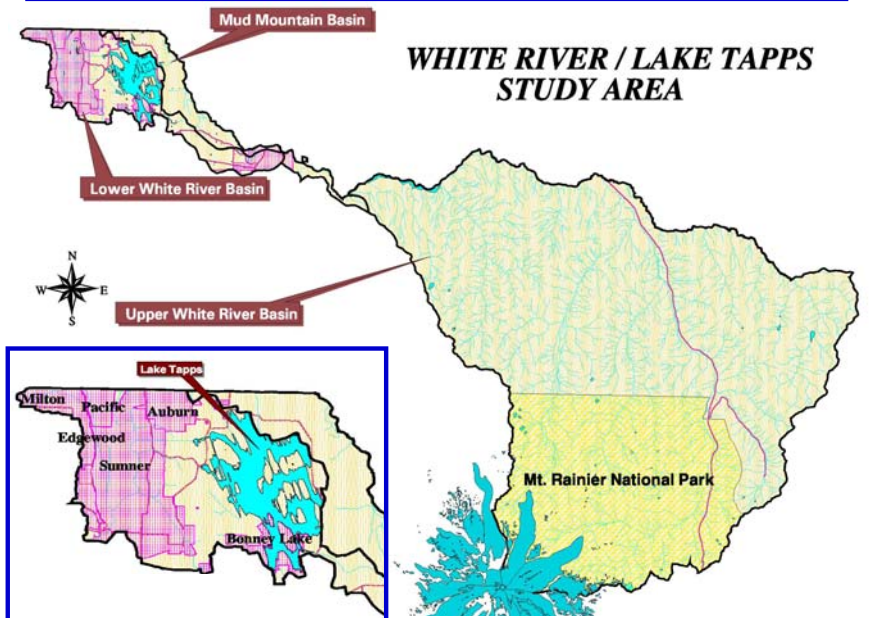 Mud Mountain Basin
WHITE RIVER / LAKE TAPPS
STUDY AREA
Lower White River Basin
N
W E
S
Upper White River Basin
Lake Tapps
Milton
Pacific
Auburn
Edgewood
Sumner
Bonney Lake
Mt. Rainier National Park